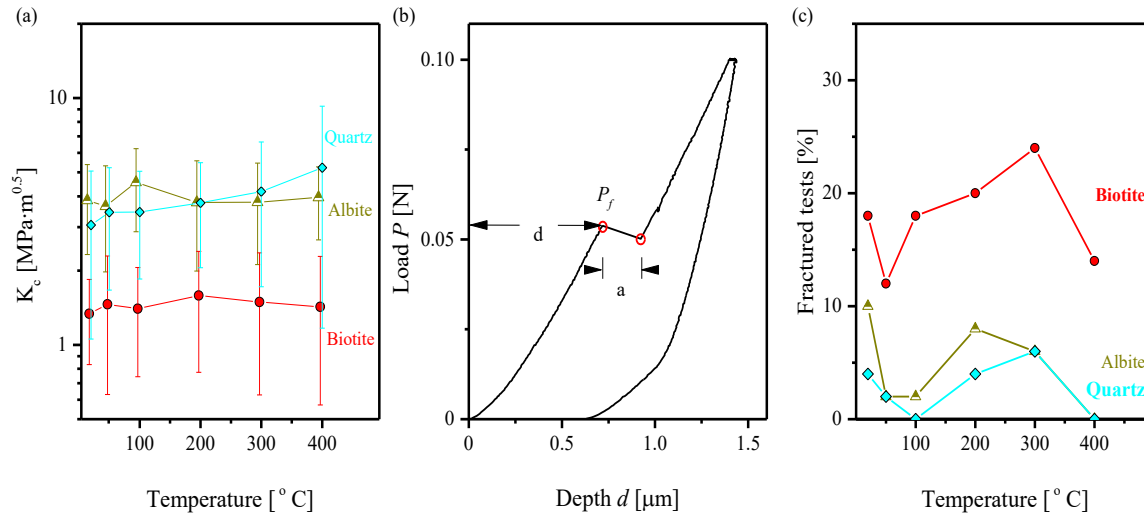 (a)
10
1
K_c [MPa·m^0.5]
Quartz
Albite
Biotite
100
200
300
400
Temperature [ ° C]
(b)
0.10
0.05
0
Load P [N]
P_f
d
a
0
0.5
1.0
1.5
Depth d [μm]
(c)
30
20
10
0
Fractured tests [%]
Biotite
Albite
Quartz
100
200
300
400
Temperature [ ° C]